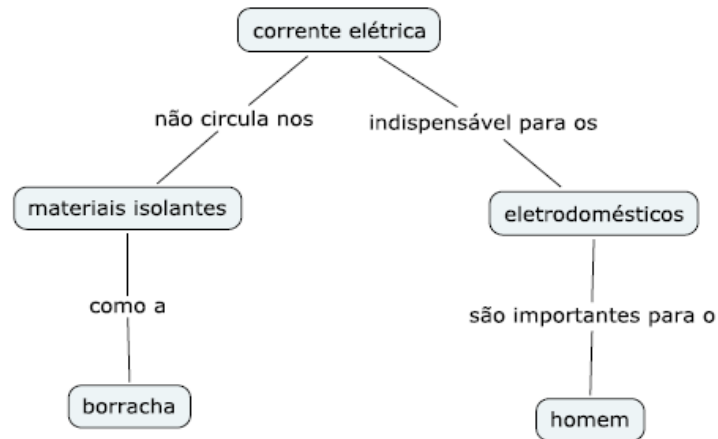 corrente elétrica
não circula nos
indispensável para os
materiais isolantes
eletrodomésticos
como a
são importantes para o
borracha
homem